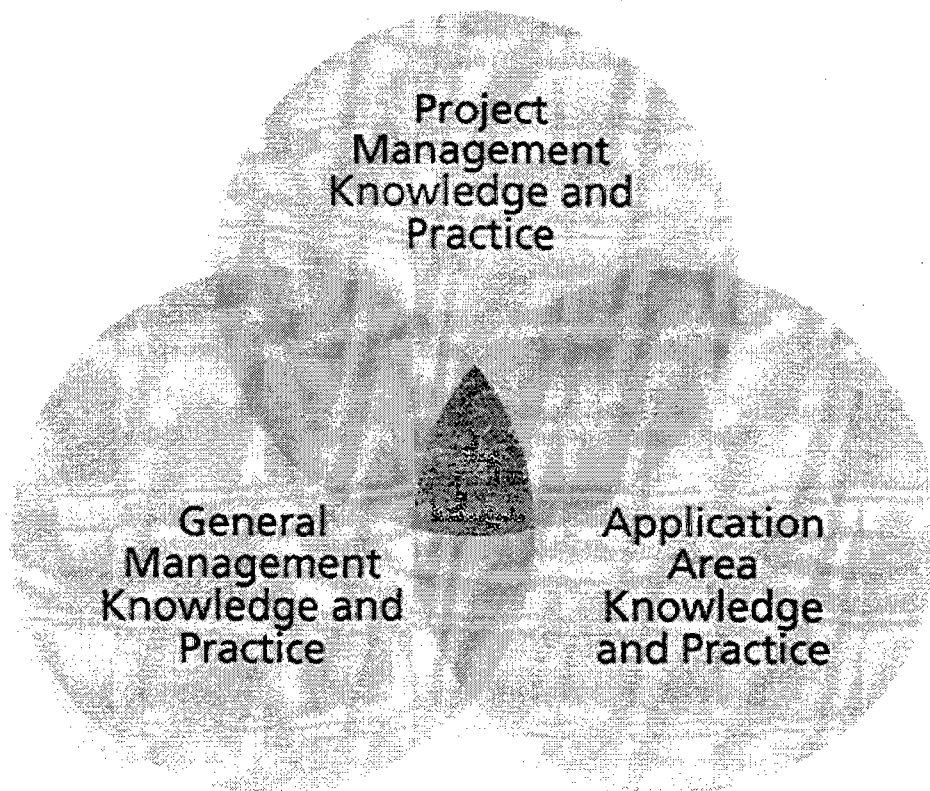 Project
Management
Knowledge and
Practice
General
Management
Knowledge and
Practice
Application
Area
Knowledge
and Practice